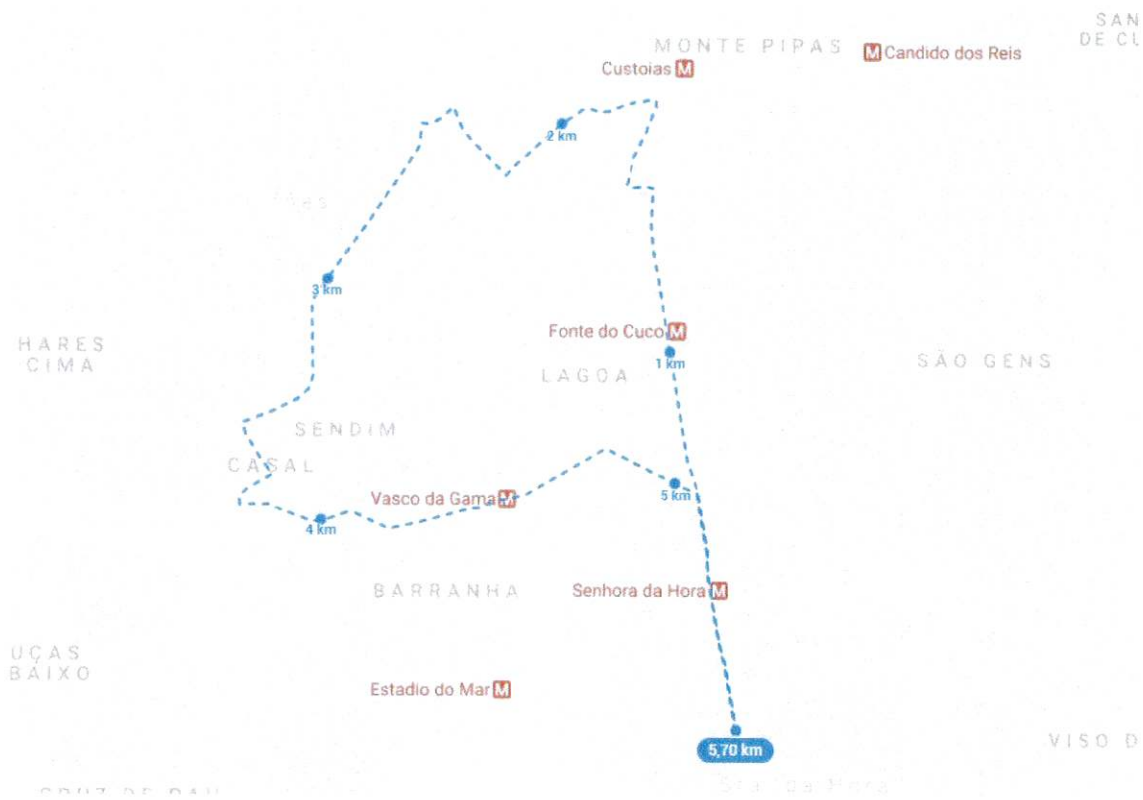 SAN
DE CU
MONTE PIPAS
M Candido dos Reis
Custoias M
2 km
3 km
Fonte do Cuco M
1 km
HARES
CIMA
LAGOA
SÃO GENS
SENDIM
CASAL
Vasco da Gama M
5 km
4 km
BARRANHA
Senhora da Hora M
UÇAS
BAIXO
Estadio do Mar M
5,70 km
VISO D